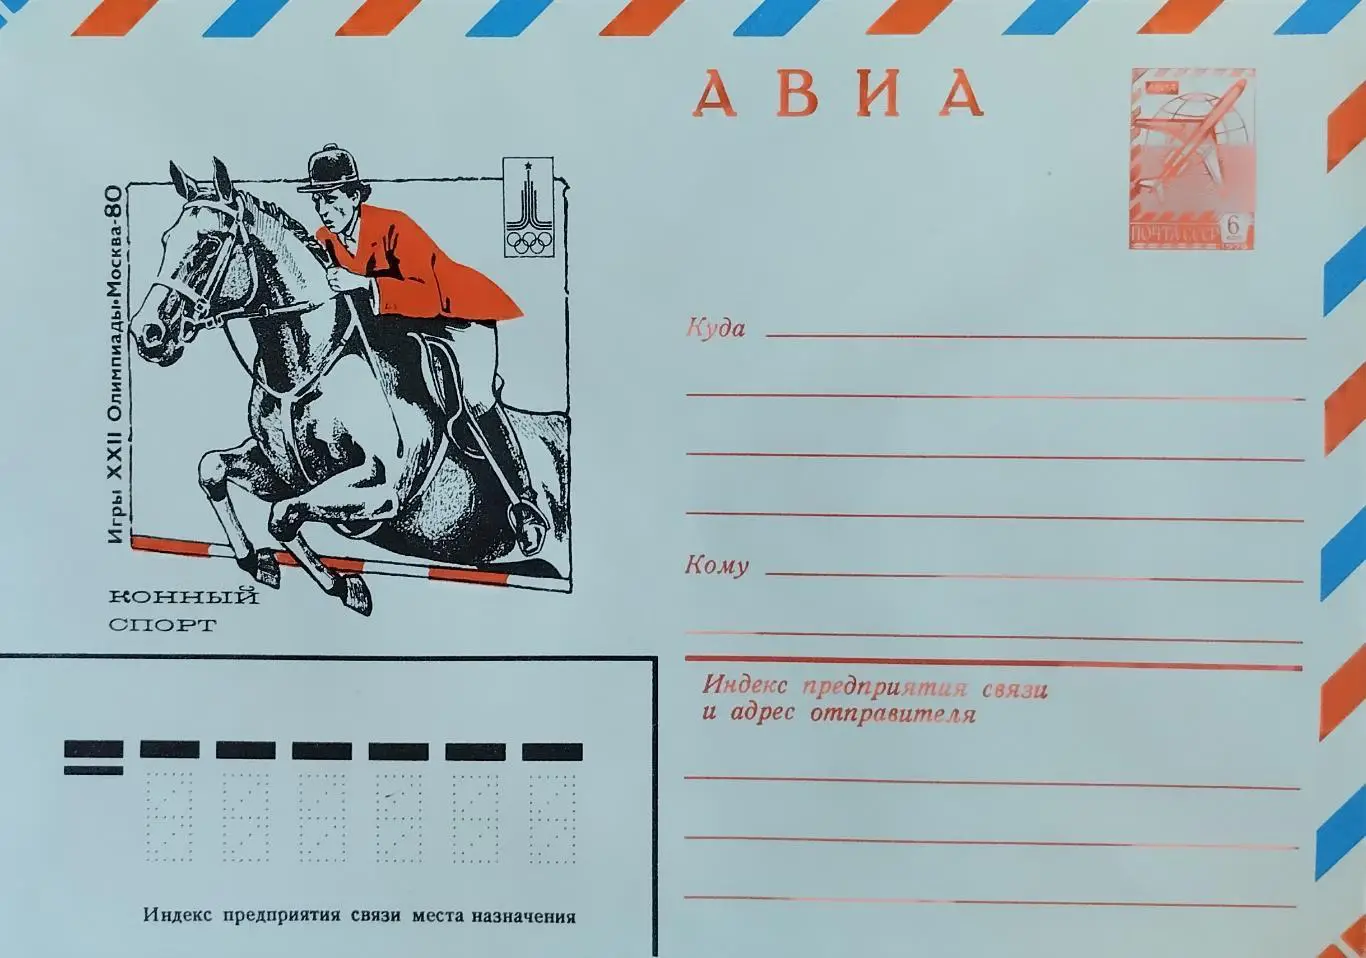 АВИА
АВИА
ПОЧТА СССР
6
Игры XXII Олимпиады•Москва-80
КОННЫЙ
СПОРТ
Куда
Кому
Индекс предприятия связи
и адрес отправителя
Индекс предприятия связи места назначения